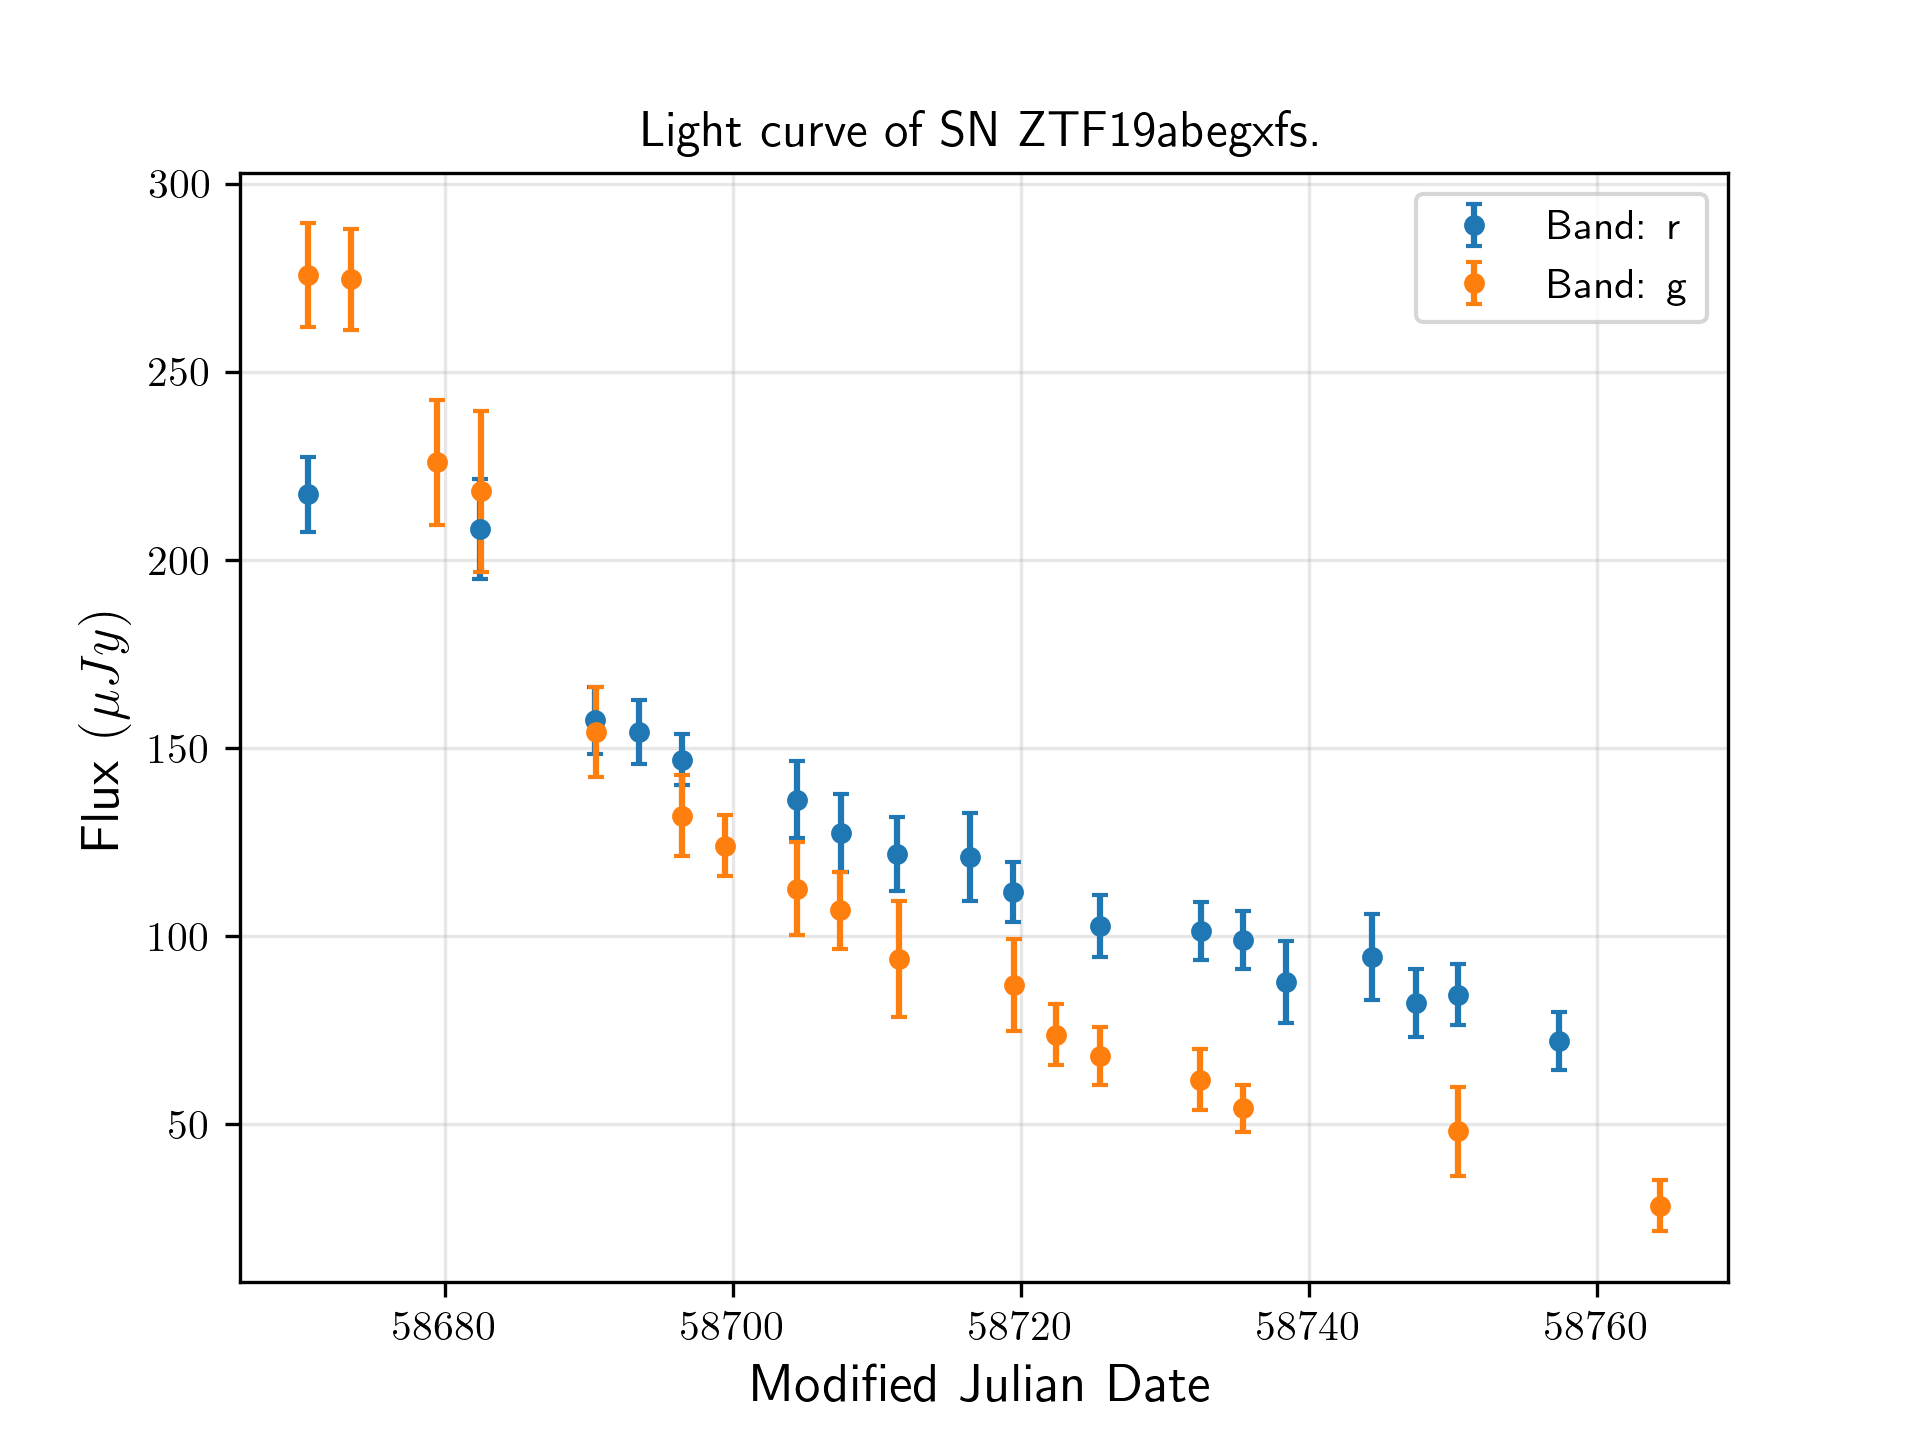 Light curve of SN ZTF19abegxfs.
Band: r
Band: g
300
250
200
150
100
50
Flux (μJy)
58680 58700 58720 58740 58760
Modified Julian Date